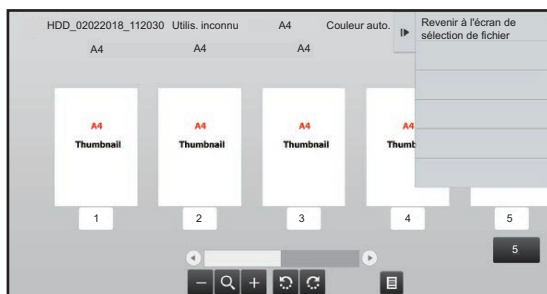 HDD_02022018_112030 Utilis. inconnu A4 Couleur auto.
Revenir à l'écran de
sélection de fichier
A4 A4 A4
A4 A4 A4 A4
Thumbnail Thumbnail Thumbnail Thumb
1 2 3 4 5
5